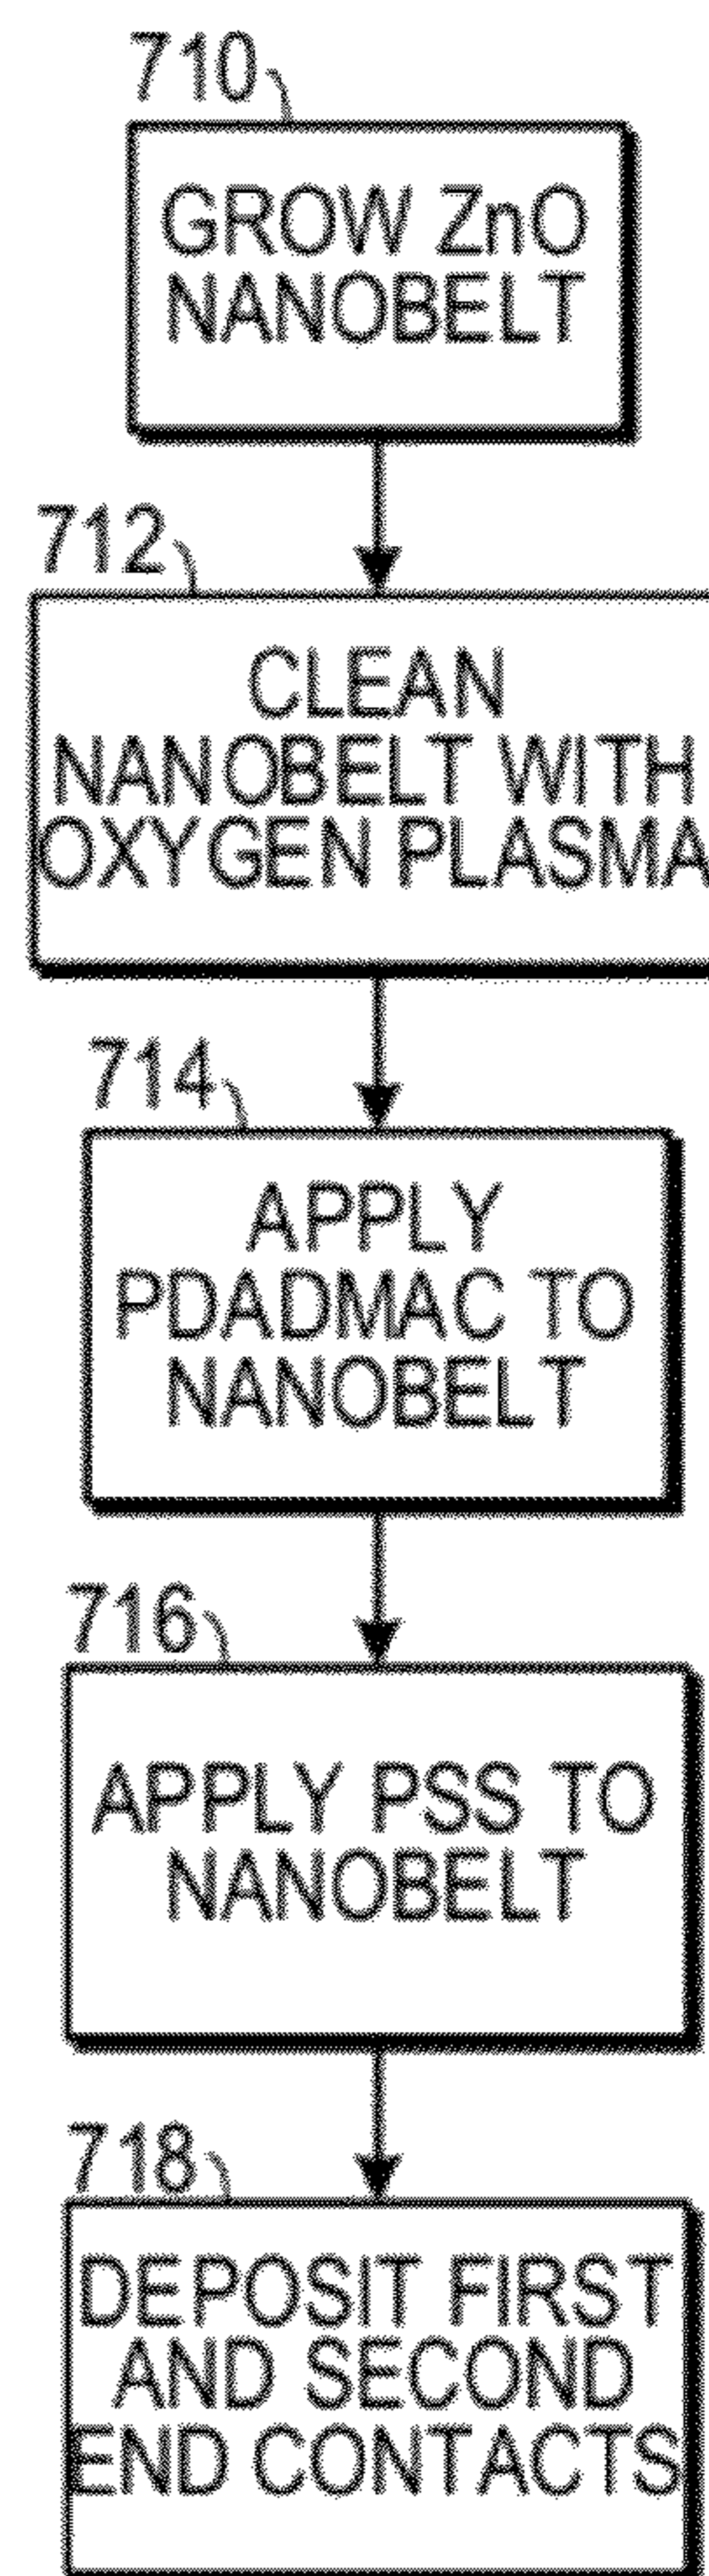 710
GROW ZnO
NANOBELT
712
CLEAN
NANOBELT WITH
OXYGEN PLASMA
714
APPLY
PDADMAC TO
NANOBELT
716
APPLY PSS TO
NANOBELT
718
DEPOSIT FIRST
AND SECOND
END CONTACTS